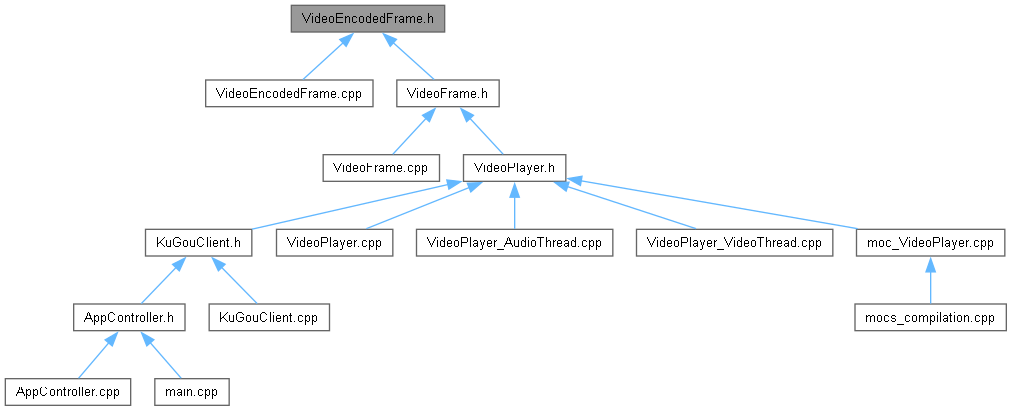 VideoEncodedFrame.h
VideoEncodedFrame.cpp
VideoFrame.h
VideoFrame.cpp
VideoPlayer.h
KuGouClient.h
VideoPlayer.cpp
VideoPlayer_AudioThread.cpp
VideoPlayer_VideoThread.cpp
moc_VideoPlayer.cpp
AppController.h
KuGouClient.cpp
mocs_compilation.cpp
AppController.cpp
main.cpp